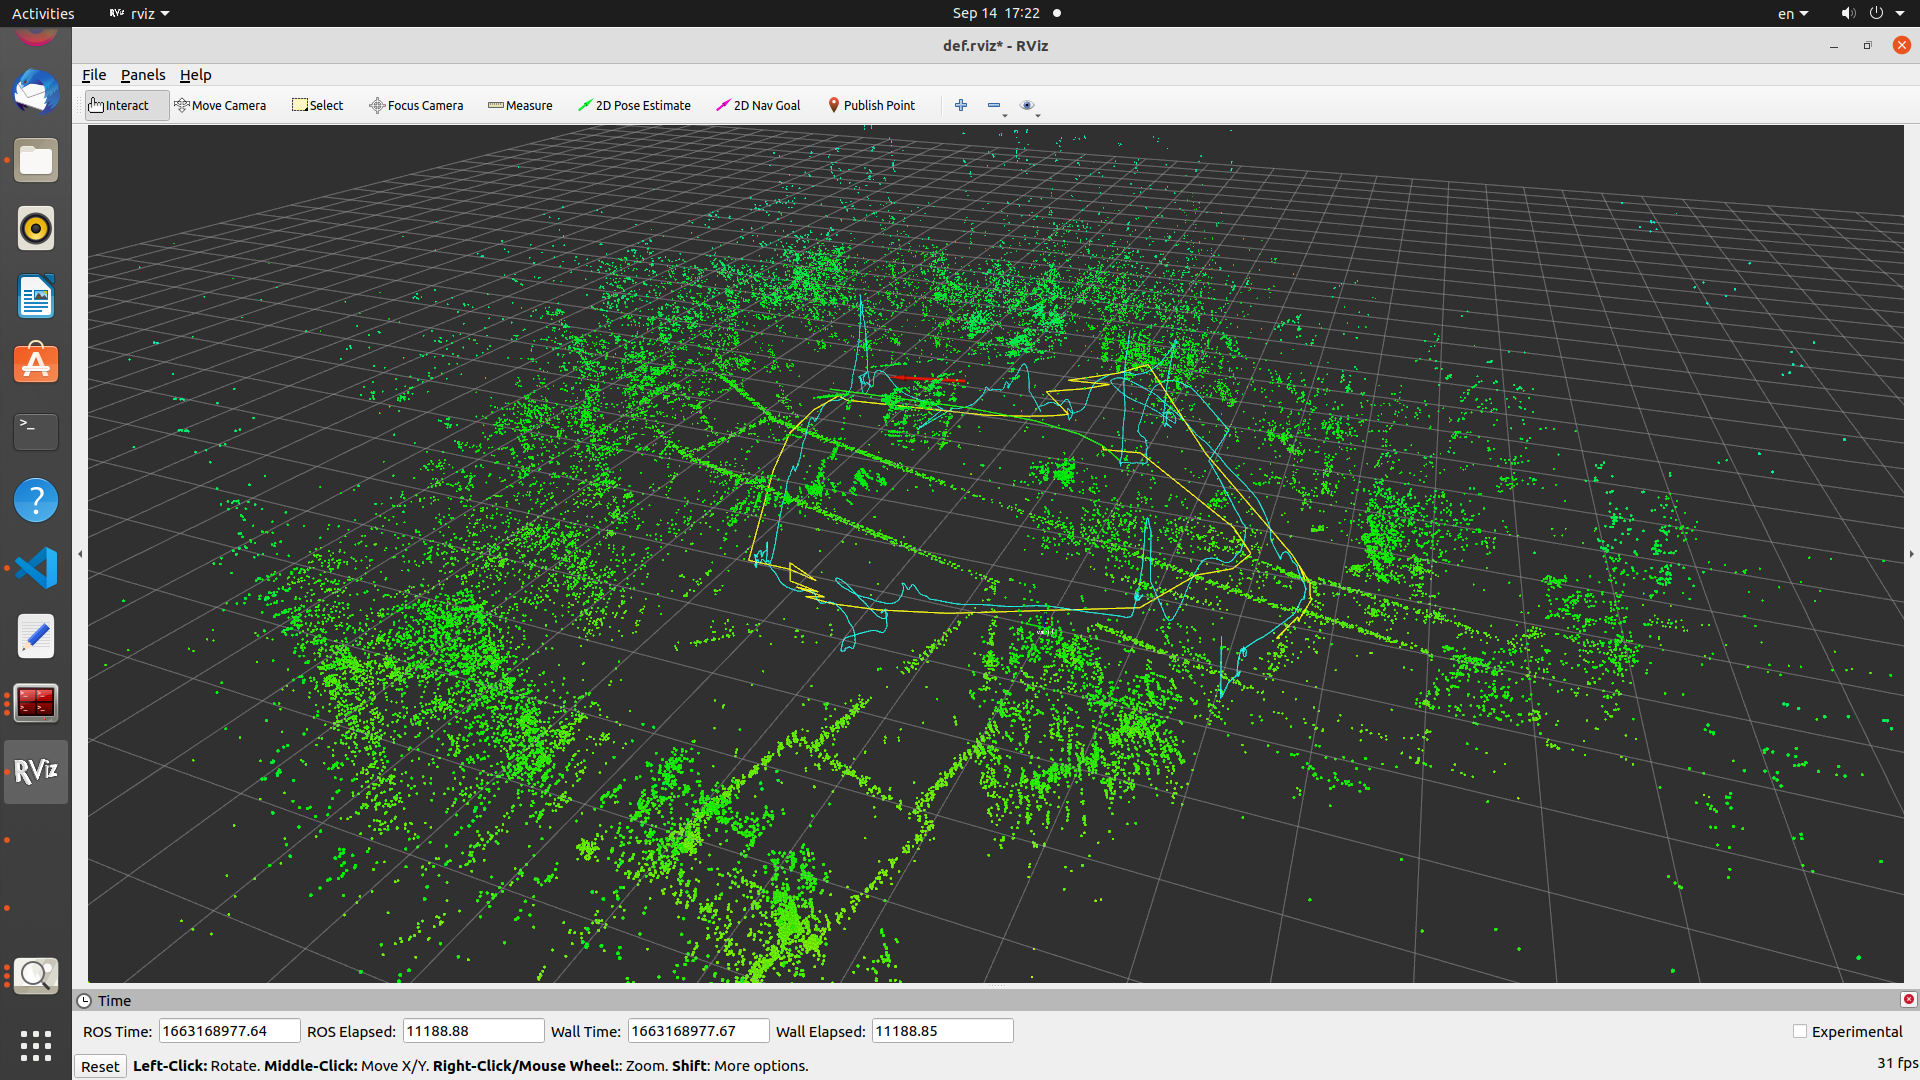 Activities RViz rviz Sep 14 17:22 en
def.rviz* - RViz
File Panels Help
Interact Move Camera Select Focus Camera Measure 2D Pose Estimate 2D Nav Goal Publish Point
>_
?
RViz
Time
ROS Time: 1663168977.64 ROS Elapsed: 11188.88 Wall Time: 1663168977.67 Wall Elapsed: 11188.85 Experimental
Reset Left-Click: Rotate. Middle-Click: Move X/Y. Right-Click/Mouse Wheel:: Zoom. Shift: More options. 31 fps